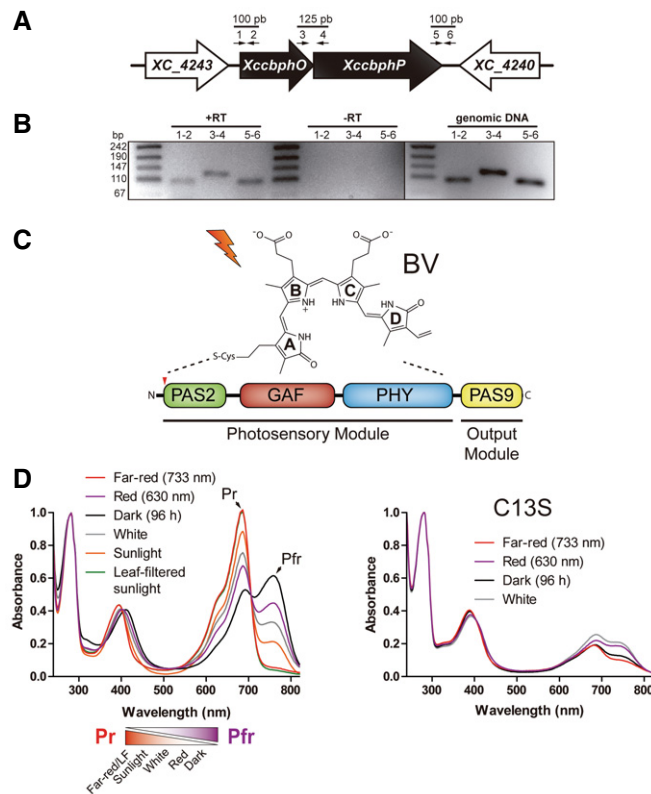 A
100 pb 125 pb 100 pb
1 2 3 4 5 6
XC_4243 XccbphO XccbphP XC_4240
B
+RT -RT genomic DNA
bp 1-2 3-4 5-6 1-2 3-4 5-6 1-2 3-4 5-6
242
190
147
110
67
C
BV
⁻O O O O⁻
B C
NH + NH NH O
D
A NH
S-Cys O
N PAS2 GAF PHY PAS9 C
Photosensory Module Output Module
D
Far-red (733 nm)
Red (630 nm)
Dark (96 h)
White
Sunlight
Leaf-filtered sunlight
Pr
Pfr
Absorbance
1.0
0.8
0.6
0.4
0.2
0.0
300 400 500 600 700 800
Wavelength (nm)
Pr Pfr
Far-red/LF Sunlight White Red Dark
C13S
Far-red (733 nm)
Red (630 nm)
Dark (96 h)
White
Absorbance
1.0
0.8
0.6
0.4
0.2
0.0
300 400 500 600 700 800
Wavelength (nm)